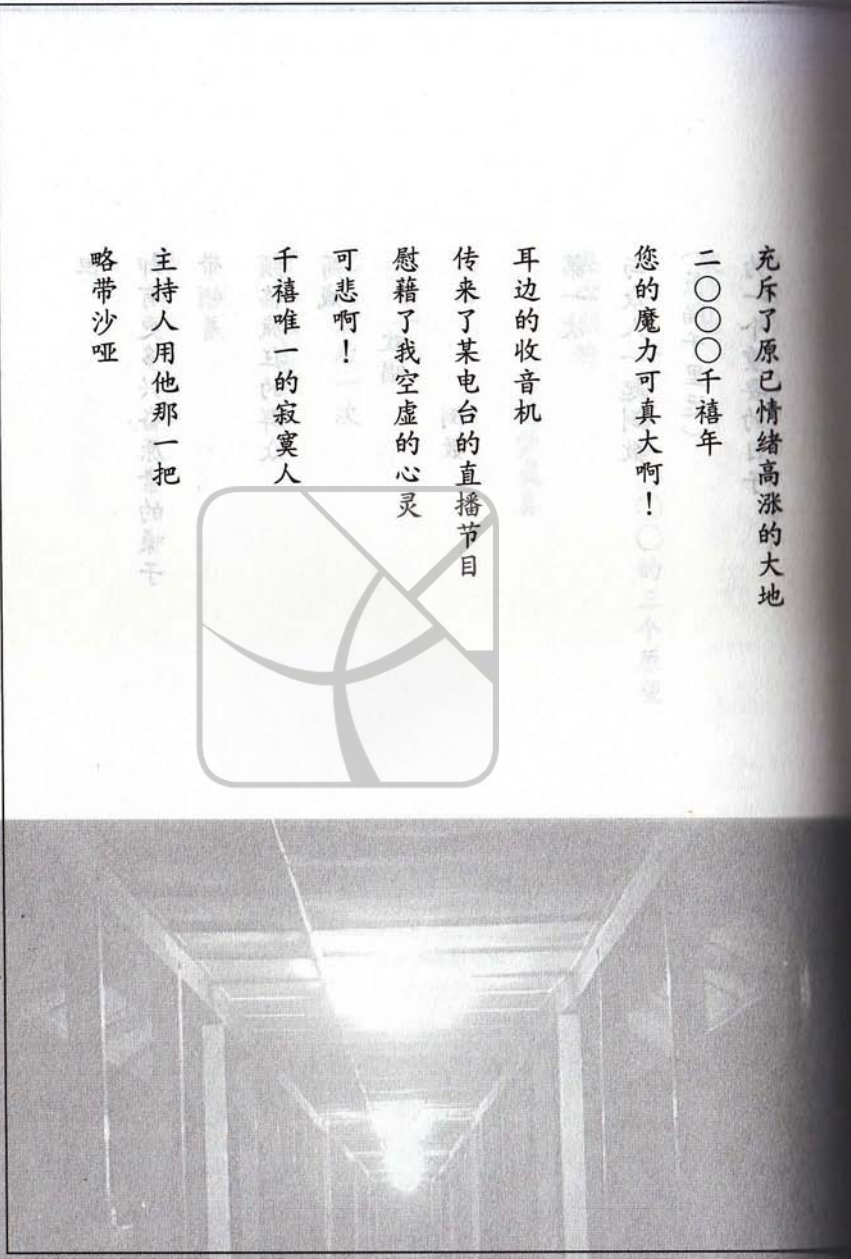 充斥了原已情绪高涨的大地
二〇〇〇千禧年
您的魔力可真大啊！
耳边的收音机
传来了某电台的直播节目
慰藉了我空虚的心灵
可悲啊！
千禧唯一的寂寞人
主持人用他那一把
略带沙哑